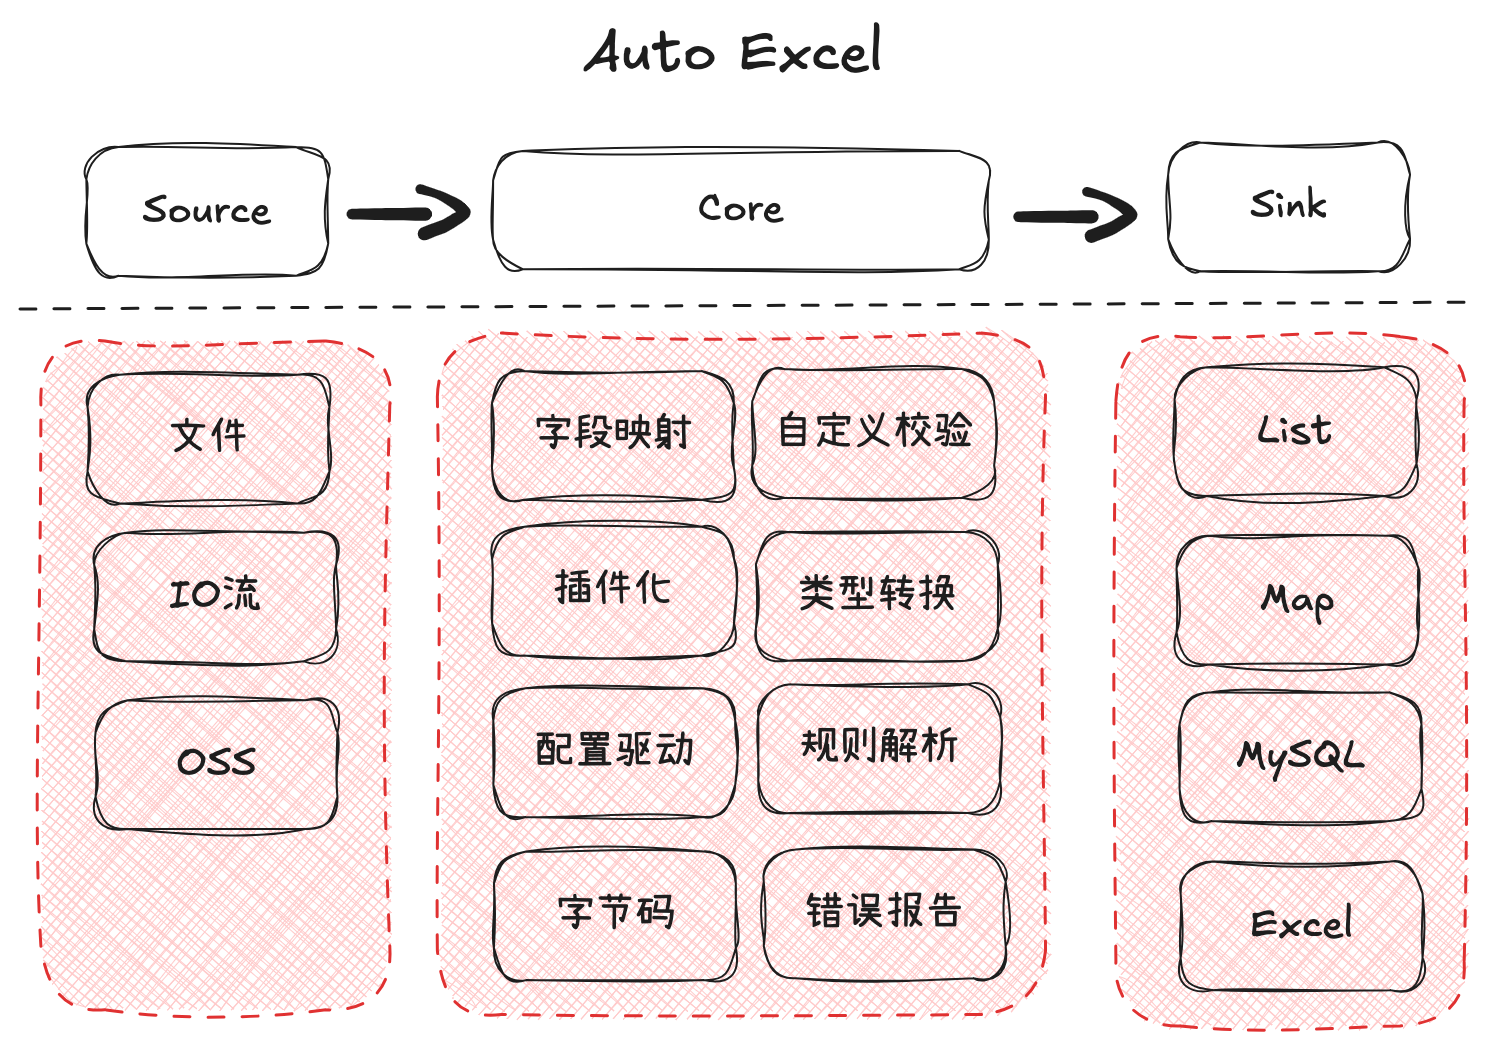 Auto Excel
Source
Core
Sink
文件
IO流
OSS
字段映射
自定义校验
插件化
类型转换
配置驱动
规则解析
字节码
错误报告
List
Map
MySQL
Excel